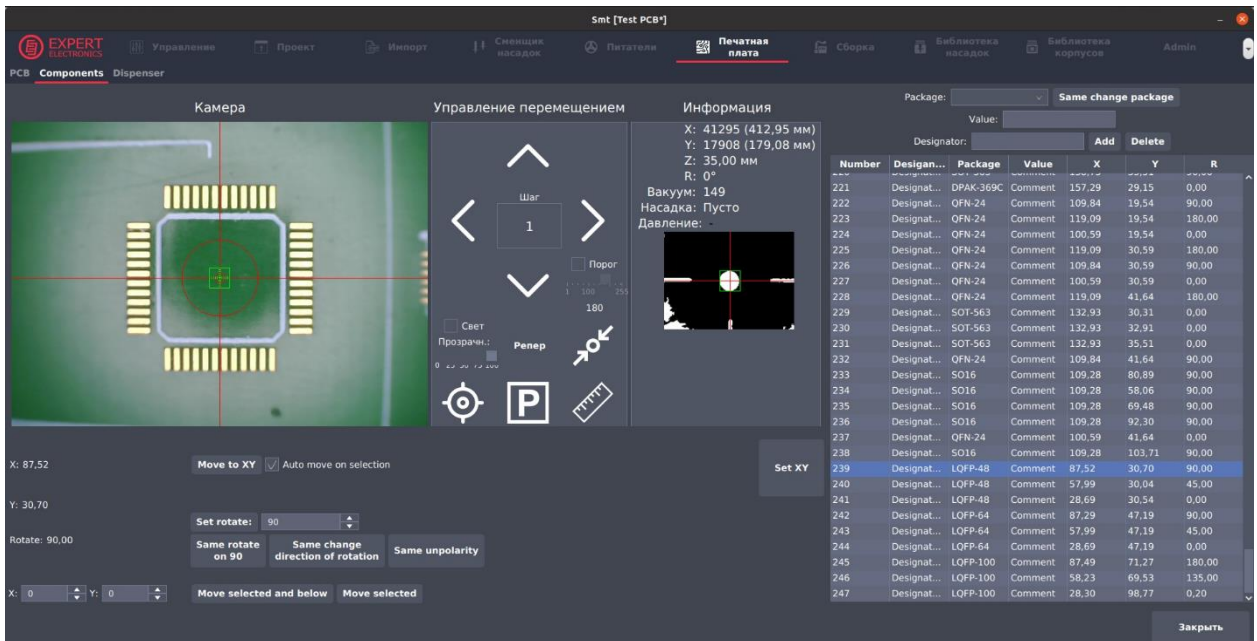 Smt [Test PCB*]
EXPERT ELECTRONICS
Управление
Проект
Импорт
Сменщик насадок
Питатели
Печатная плата
Сборка
Библиотека насадок
Библиотека корпусов
Admin
PCB Components Dispenser
Камера
Управление перемещением
Информация
Шаг
1
Порог
1 100 255
180
Свет
Прозрачн.:
Репер
P
X: 41295 (412,95 мм)
Y: 17908 (179,08 мм)
Z: 35,00 мм
R: 0°
Вакуум: 149
Насадка: Пусто
Давление: -
Package:
Same change package
Value:
Designator:
Add Delete
Number Desigan... Package Value X Y R
221 Designat... DPAK-369C Comment 157,29 29,15 0,00
222 Designat... QFN-24 Comment 109,84 19,54 90,00
223 Designat... QFN-24 Comment 119,09 19,54 180,00
224 Designat... QFN-24 Comment 100,59 19,54 0,00
225 Designat... QFN-24 Comment 119,09 30,59 180,00
226 Designat... QFN-24 Comment 109,84 30,59 90,00
227 Designat... QFN-24 Comment 100,59 30,59 0,00
228 Designat... QFN-24 Comment 119,09 41,64 180,00
229 Designat... SOT-563 Comment 132,93 30,31 0,00
230 Designat... SOT-563 Comment 132,93 32,91 0,00
231 Designat... SOT-563 Comment 132,93 35,51 0,00
232 Designat... QFN-24 Comment 109,84 41,64 90,00
233 Designat... SO16 Comment 109,28 80,89 90,00
234 Designat... SO16 Comment 109,28 58,06 90,00
235 Designat... SO16 Comment 109,28 69,48 90,00
236 Designat... SO16 Comment 109,28 92,30 90,00
237 Designat... QFN-24 Comment 100,59 41,64 0,00
238 Designat... SO16 Comment 109,28 103,71 90,00
239 Designat... LQFP-48 Comment 87,52 30,70 90,00
240 Designat... LQFP-48 Comment 57,99 30,04 45,00
241 Designat... LQFP-48 Comment 28,69 30,54 0,00
242 Designat... LQFP-64 Comment 87,29 47,19 90,00
243 Designat... LQFP-64 Comment 57,99 47,19 45,00
244 Designat... LQFP-64 Comment 28,69 47,19 0,00
245 Designat... LQFP-100 Comment 87,49 71,27 180,00
246 Designat... LQFP-100 Comment 58,23 69,53 135,00
247 Designat... LQFP-100 Comment 28,30 98,77 0,20
X: 87,52
Move to XY
Auto move on selection
Set XY
Y: 30,70
Set rotate: 90
Rotate: 90,00
Same rotate on 90
Same change direction of rotation
Same unpolarity
X: 0 Y: 0
Move selected and below
Move selected
Закрыть